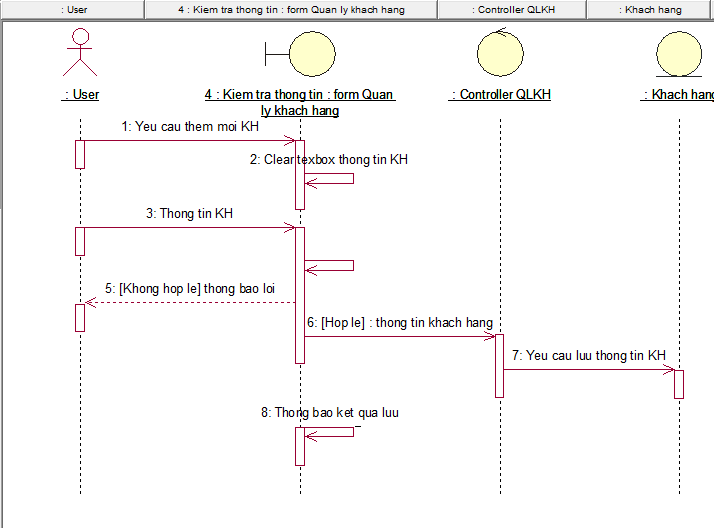 : User
4 : Kiem tra thong tin : form Quan ly khach hang
: Controller QLKH
: Khach hang
: User
4 : Kiem tra thong tin : form Quan
ly khach hang
: Controller QLKH
: Khach hang
1: Yeu cau them moi KH
2: Clear texbox thong tin KH
3: Thong tin KH
5: [Khong hop le] thong bao loi
6: [Hop le] : thong tin khach hang
7: Yeu cau luu thong tin KH
8: Thong bao ket qua luu